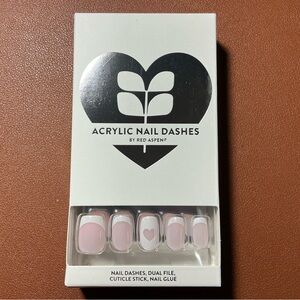 ACRYLIC NAIL DASHES
BY RED ASPEN®
NAIL DASHES, DUAL FILE,
CUTICLE STICK, NAIL GLUE